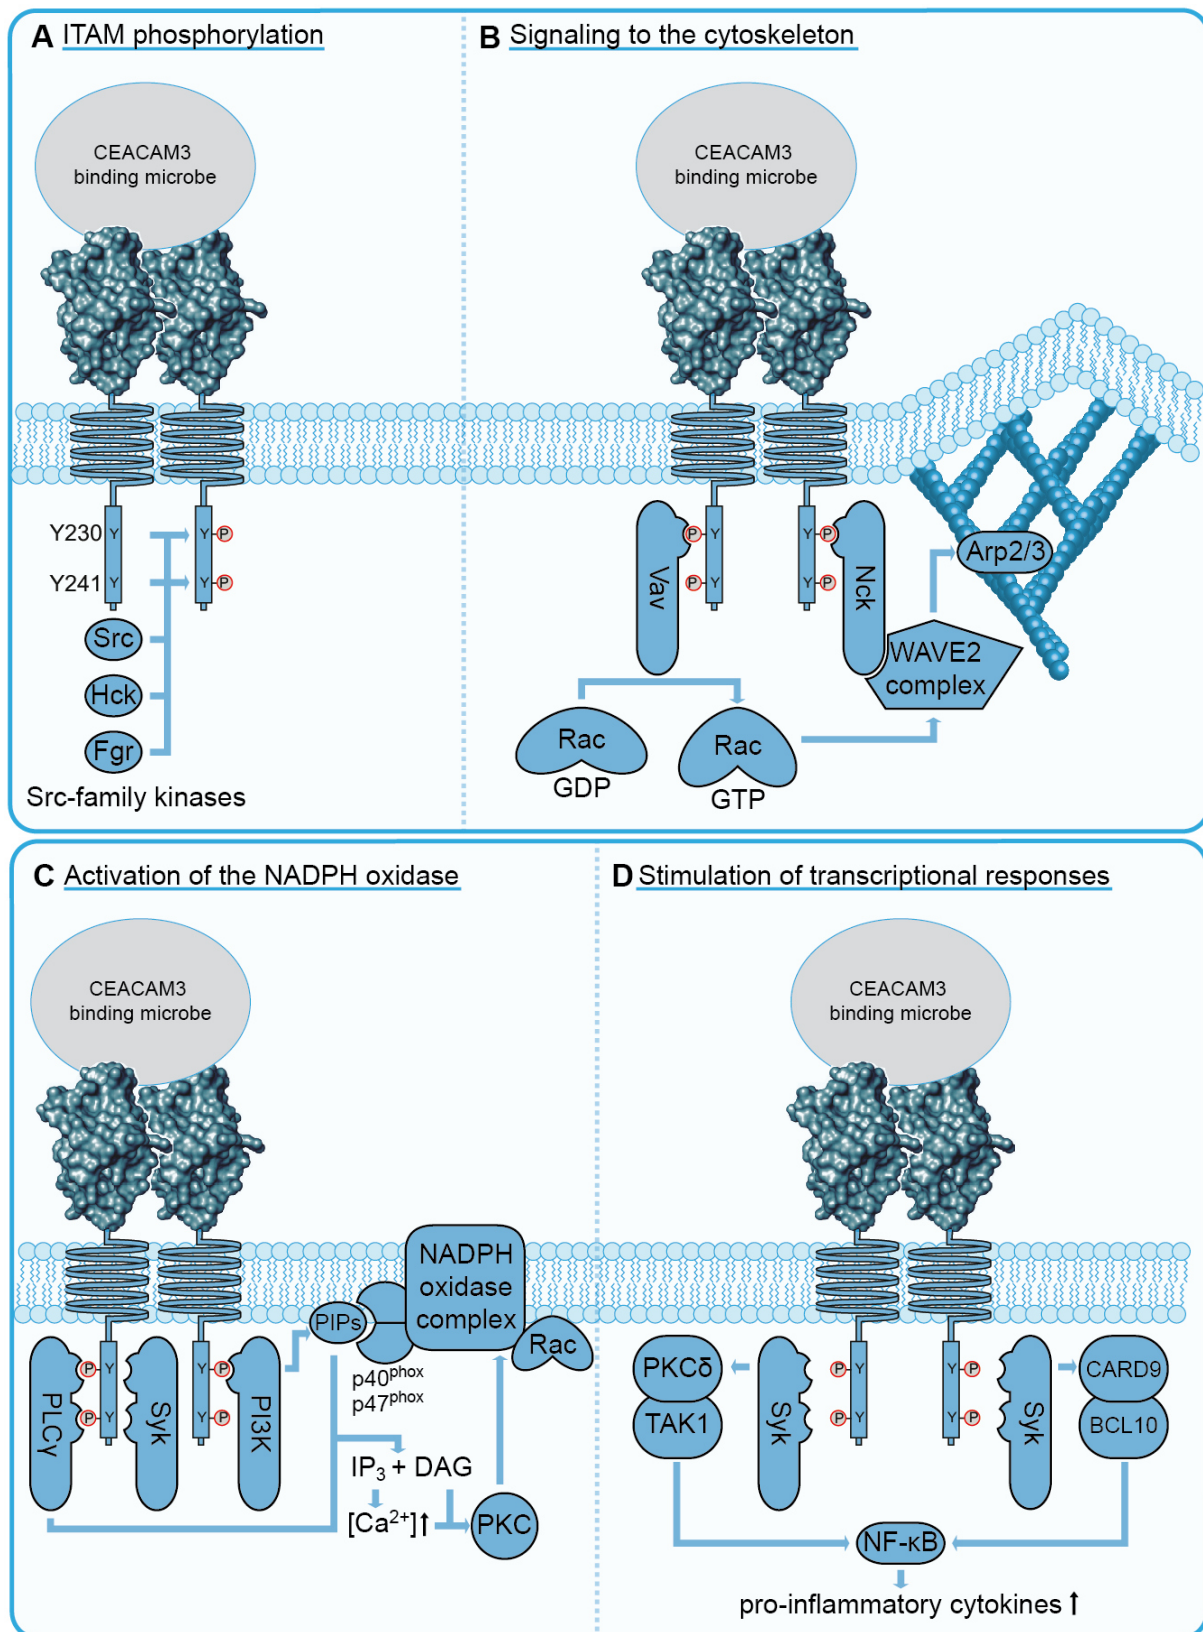 A ITAM phosphorylation
CEACAM3
binding microbe
Y230
Y
Y
P
Y241
Y
Y
P
Src
Hck
Fgr
Src-family kinases
B Signaling to the cytoskeleton
CEACAM3
binding microbe
P
Y
Y
P
P
Y
Y
P
Vav
Nck
Arp2/3
WAVE2
complex
Rac
GDP
Rac
GTP
C Activation of the NADPH oxidase
CEACAM3
binding microbe
NADPH
oxidase
complex
PIPs
Rac
p40phox
p47phox
P
Y
Y
P
P
Y
Y
P
PLCγ
Syk
PI3K
IP₃ + DAG
[Ca²⁺]↑
PKC
D Stimulation of transcriptional responses
CEACAM3
binding microbe
PKCδ
TAK1
Syk
P
Y
Y
P
P
Y
Y
P
Syk
CARD9
BCL10
NF-κB
pro-inflammatory cytokines ↑